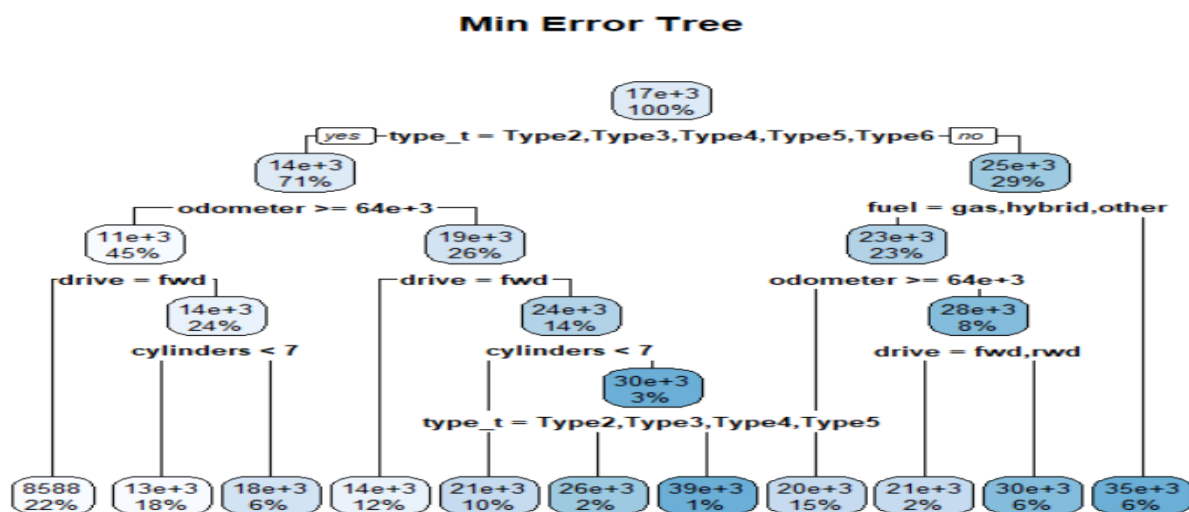 Min Error Tree
17e+3
100%
yes type_t = Type2,Type3,Type4,Type5,Type6 no
14e+3
71%
25e+3
29%
odometer >= 64e+3
fuel = gas,hybrid,other
11e+3
45%
19e+3
26%
23e+3
23%
drive = fwd
drive = fwd
odometer >= 64e+3
14e+3
24%
24e+3
14%
28e+3
8%
cylinders < 7
cylinders < 7
drive = fwd,rwd
30e+3
3%
type_t = Type2,Type3,Type4,Type5
8588
22%
13e+3
18%
18e+3
6%
14e+3
12%
21e+3
10%
26e+3
2%
39e+3
1%
20e+3
15%
21e+3
2%
30e+3
6%
35e+3
6%